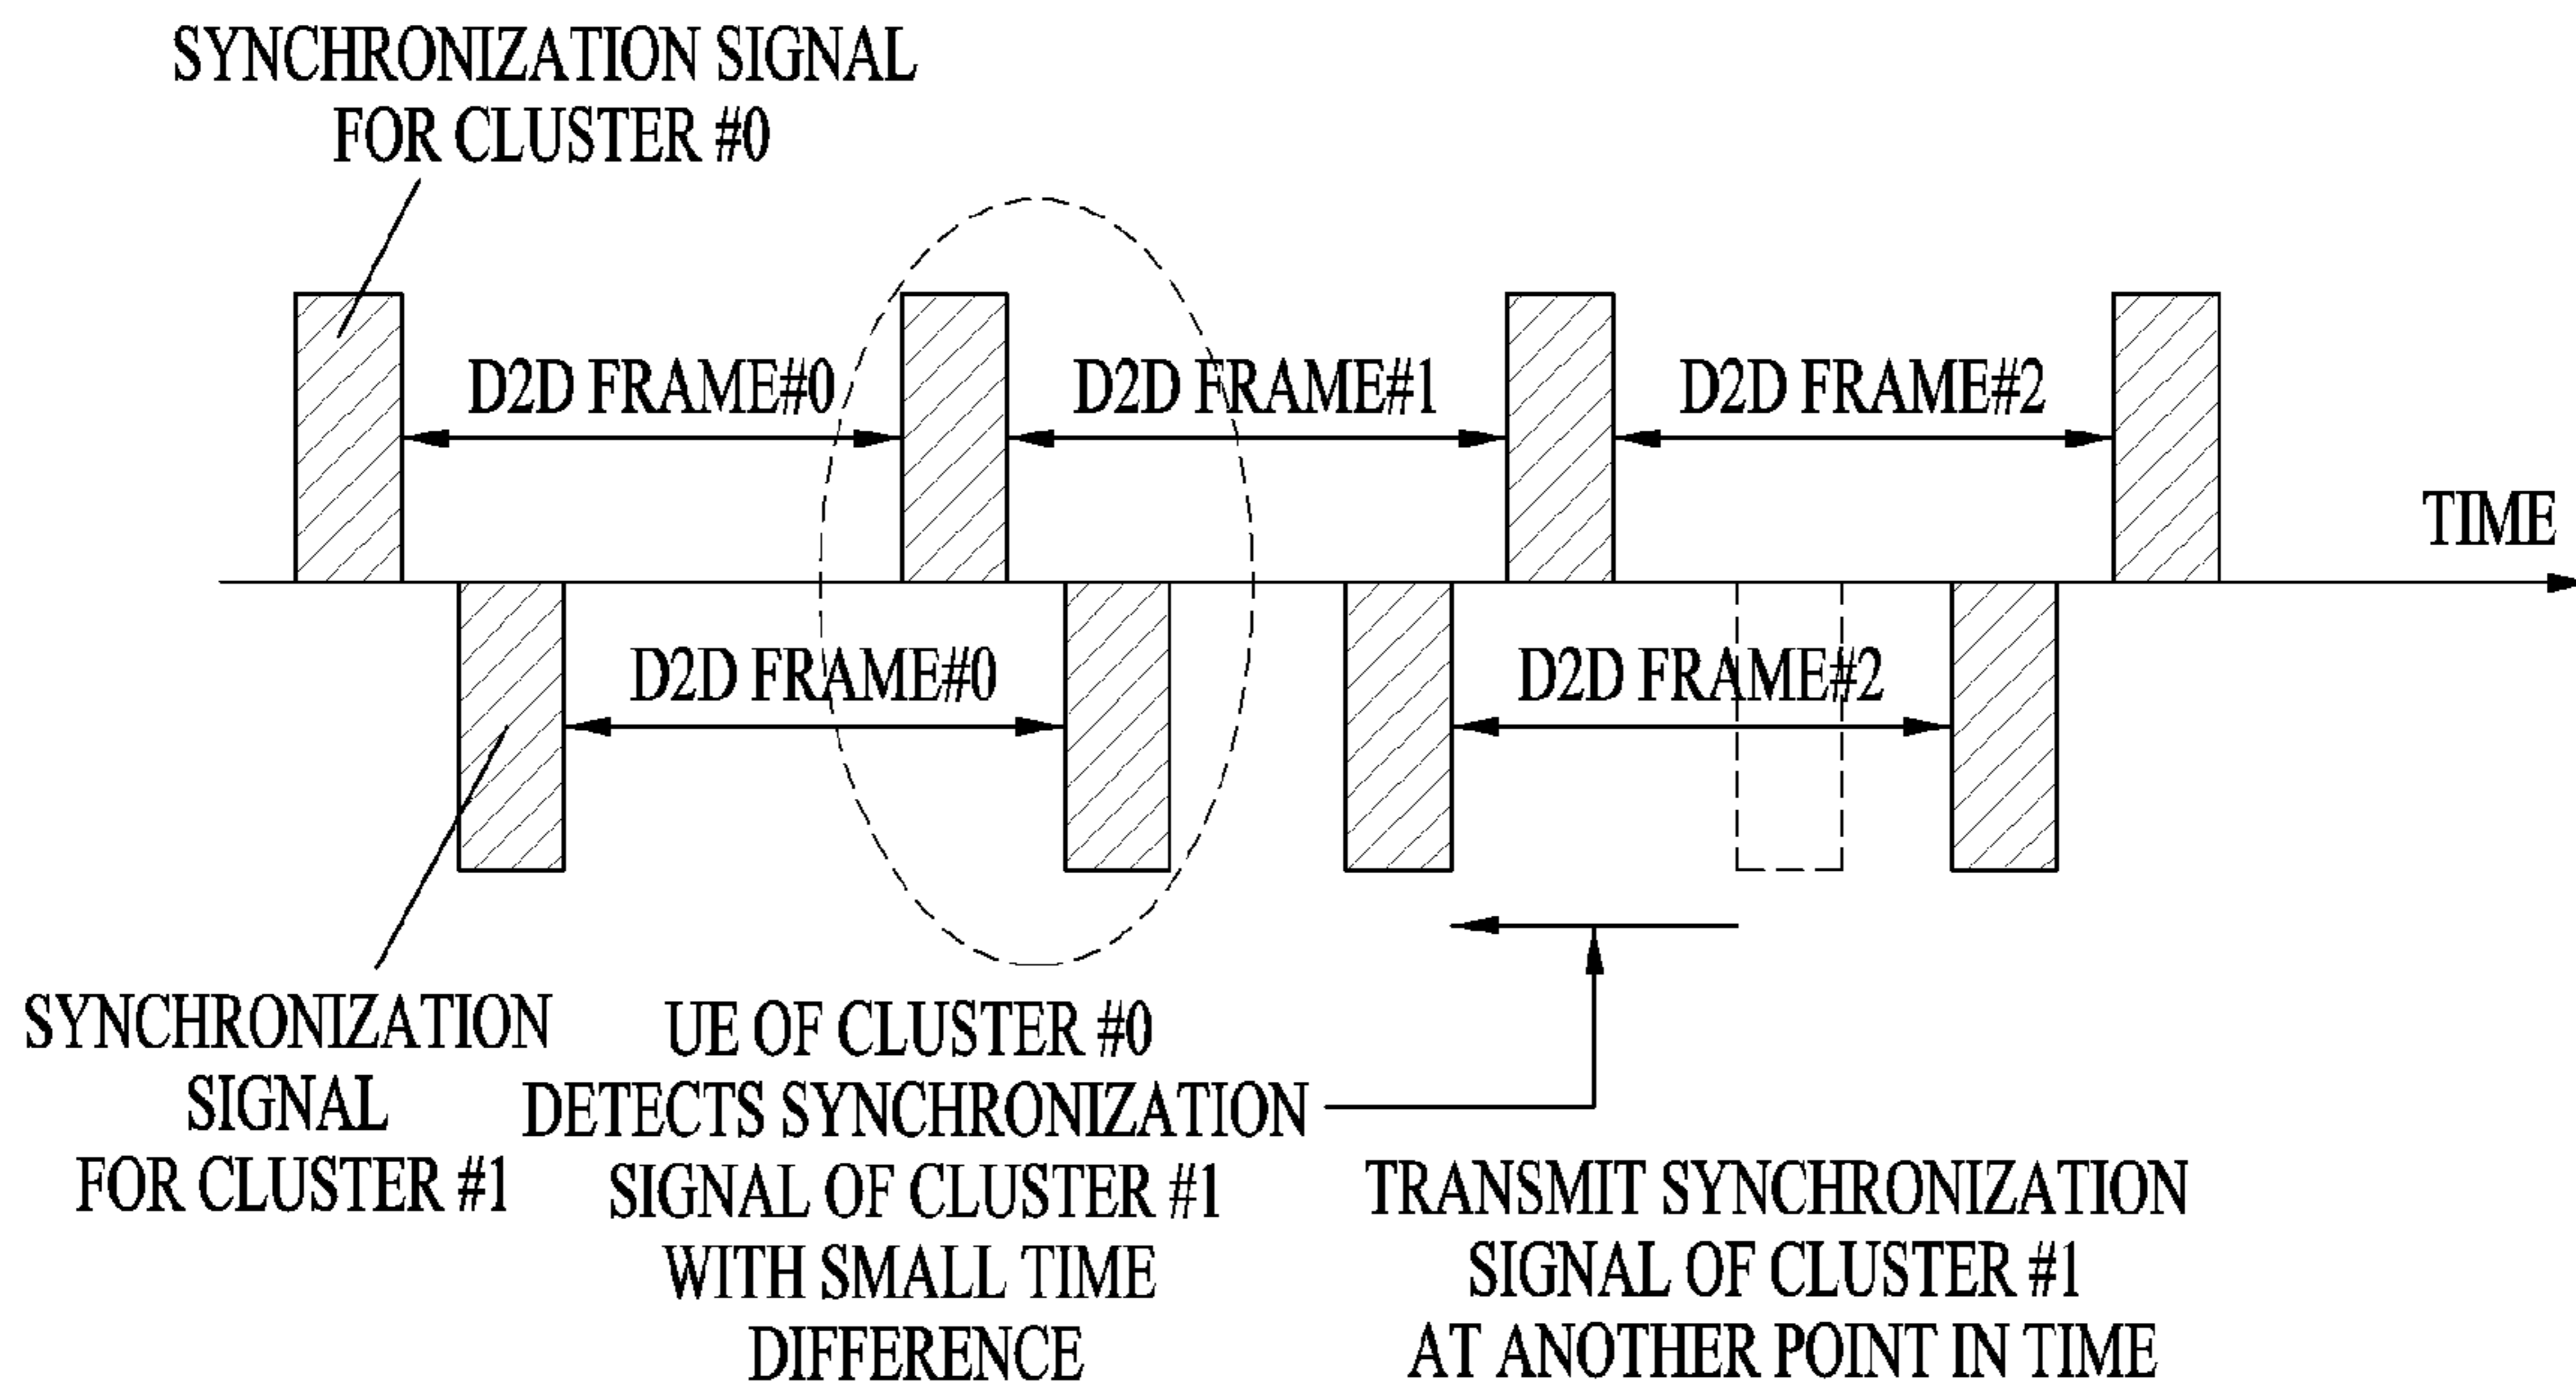 SYNCHRONIZATION SIGNAL
FOR CLUSTER #0
D2D FRAME#0
D2D FRAME#1
D2D FRAME#2
TIME
D2D FRAME#0
D2D FRAME#2
SYNCHRONIZATION
SIGNAL
FOR CLUSTER #1
UE OF CLUSTER #0
DETECTS SYNCHRONIZATION
SIGNAL OF CLUSTER #1
WITH SMALL TIME
DIFFERENCE
TRANSMIT SYNCHRONIZATION
SIGNAL OF CLUSTER #1
AT ANOTHER POINT IN TIME